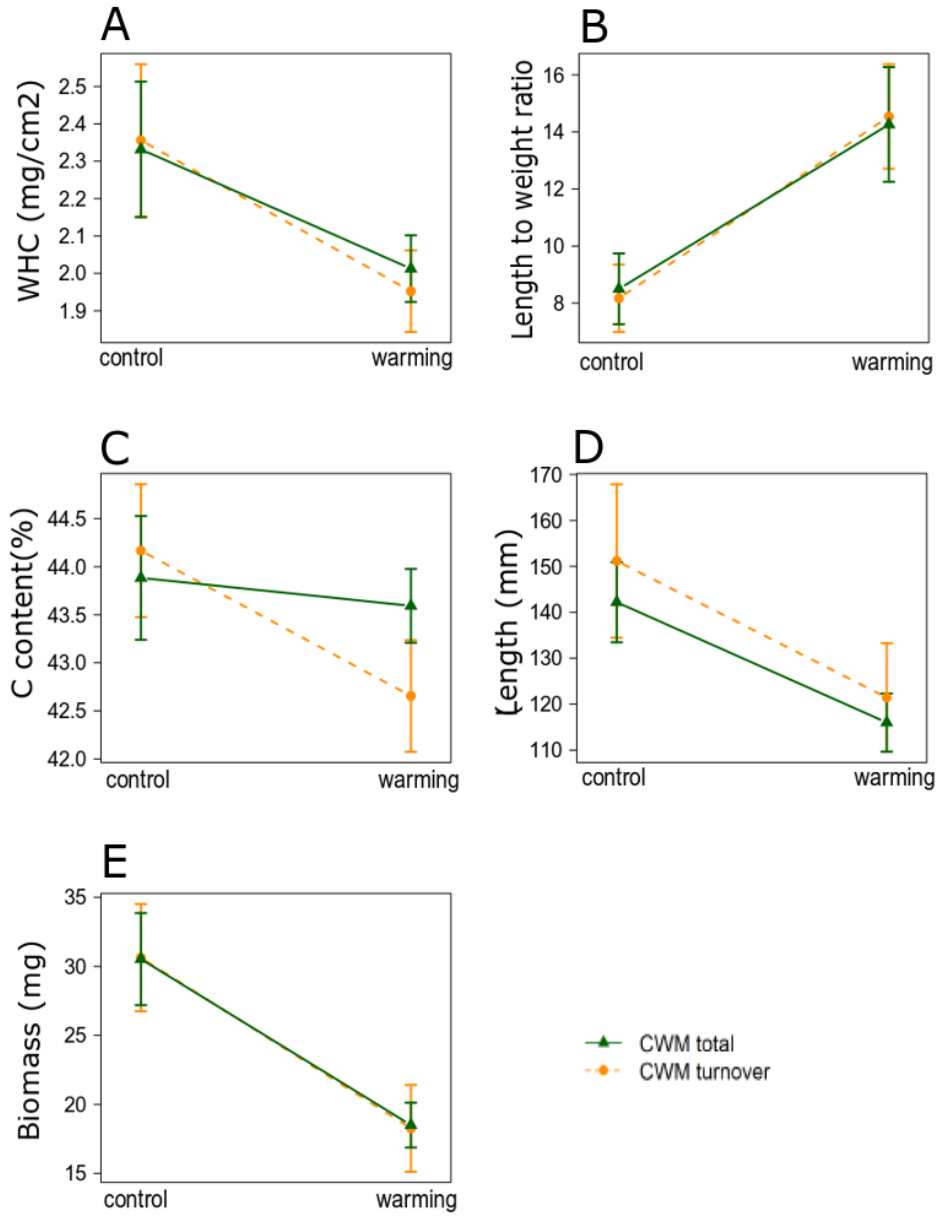 A
WHC (mg/cm2)
2.5
2.4
2.3
2.2
2.1
2.0
1.9
control
warming
B
Length to weight ratio
16
14
12
10
8
control
warming
C
C content(%)
44.5
44.0
43.5
43.0
42.5
42.0
control
warming
D
Length (mm)
170
160
150
140
130
120
110
control
warming
E
Biomass (mg)
35
30
25
20
15
control
warming
CWM total
CWM turnover